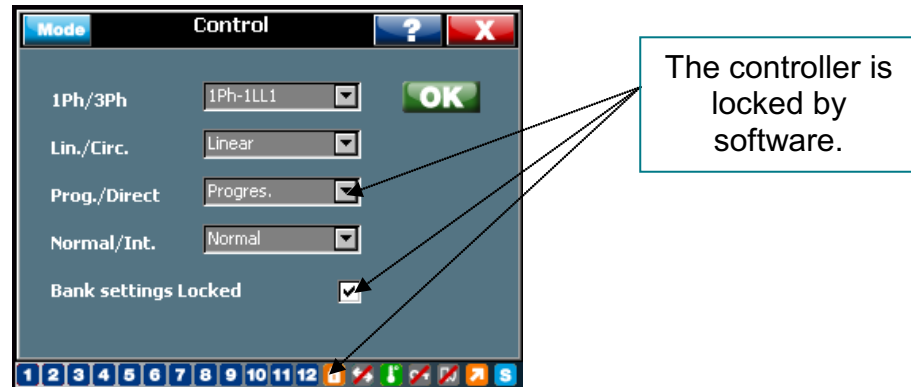 Mode Control ? X
1Ph/3Ph 1Ph-1LL1 OK
Lin./Circ. Linear
Prog./Direct Progres.
Normal/Int. Normal
Bank settings Locked
1 2 3 4 5 6 7 8 9 10 11 12 S
The controller is
locked by
software.